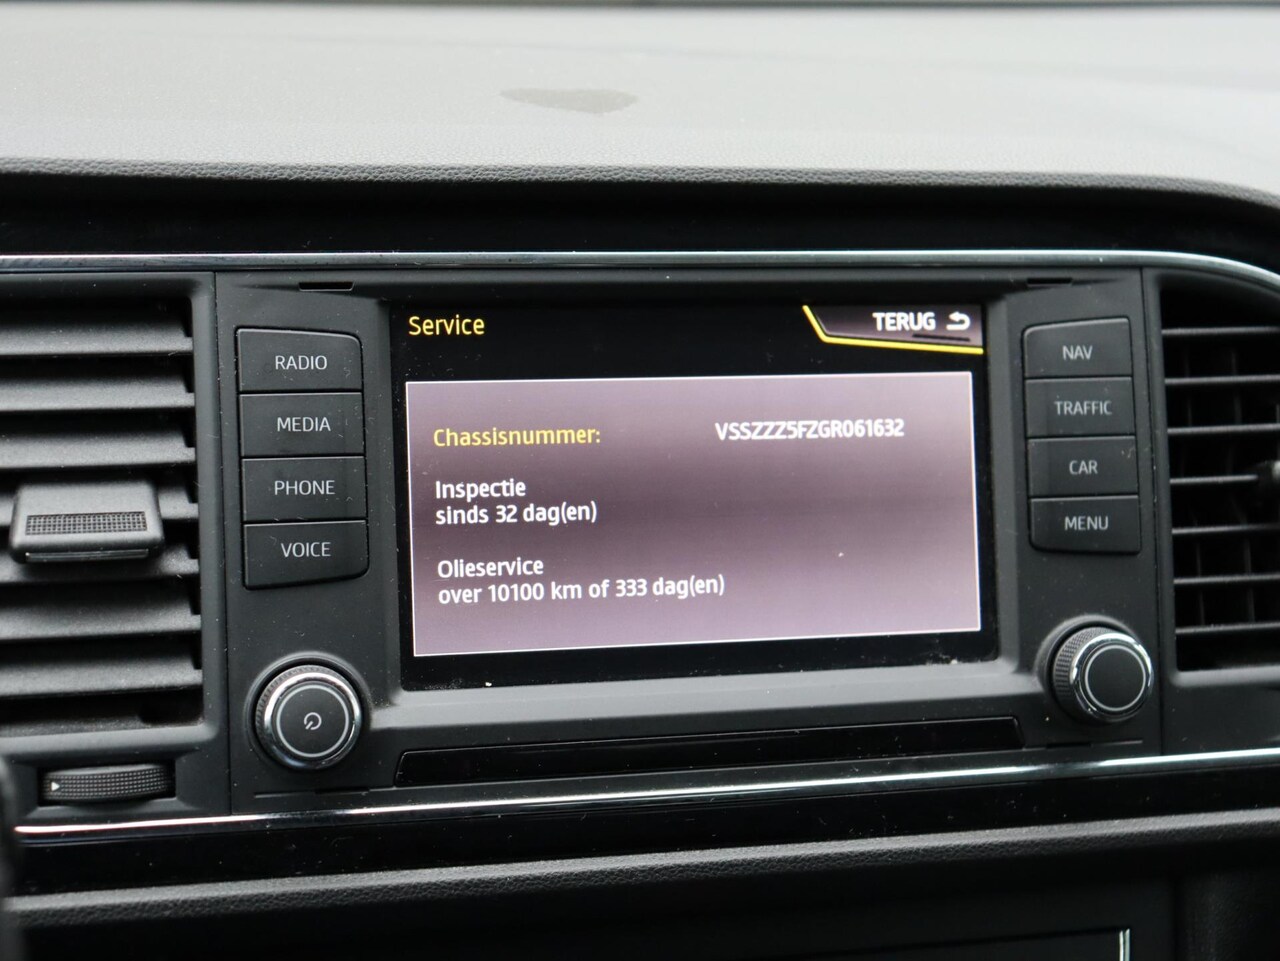 Service
TERUG
RADIO
MEDIA
PHONE
VOICE
Chassisnummer: VSSZZZ5FZGR061632
Inspectie
sinds 32 dag(en)
Olieservice
over 10100 km of 333 dag(en)
NAV
TRAFFIC
CAR
MENU